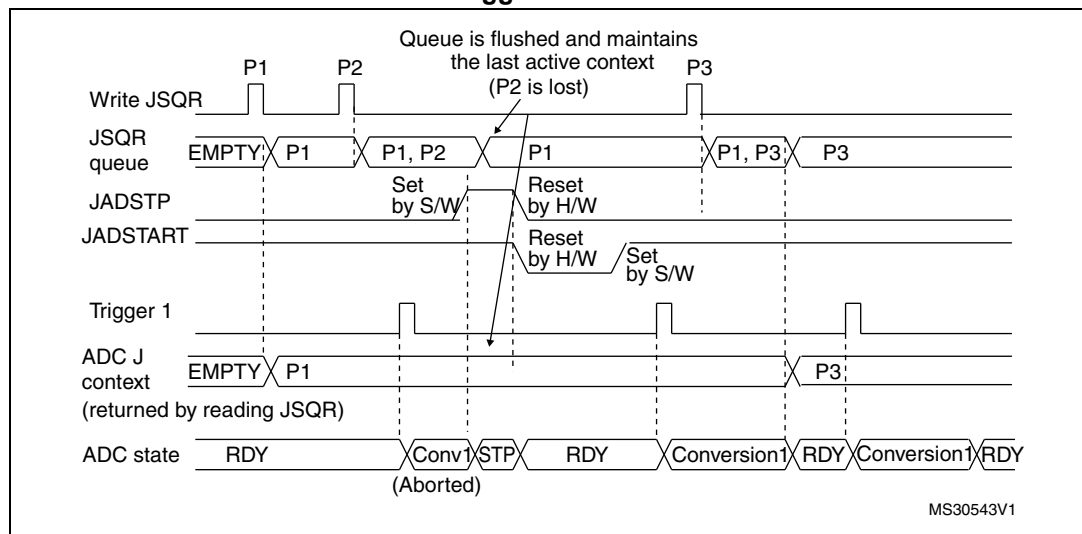 Queue is flushed and maintains
the last active context
(P2 is lost)
P1 P2 P3
Write JSQR
JSQR
queue
EMPTY P1 P1, P2 P1 P1, P3 P3
Set
by S/W
Reset
by H/W
JADSTP
JADSTART
Reset
by H/W
Set
by S/W
Trigger 1
ADC J
context
(returned by reading JSQR)
EMPTY P1 P3
ADC state RDY Conv1 STP RDY Conversion1 RDY Conversion1 RDY
(Aborted)
MS30543V1